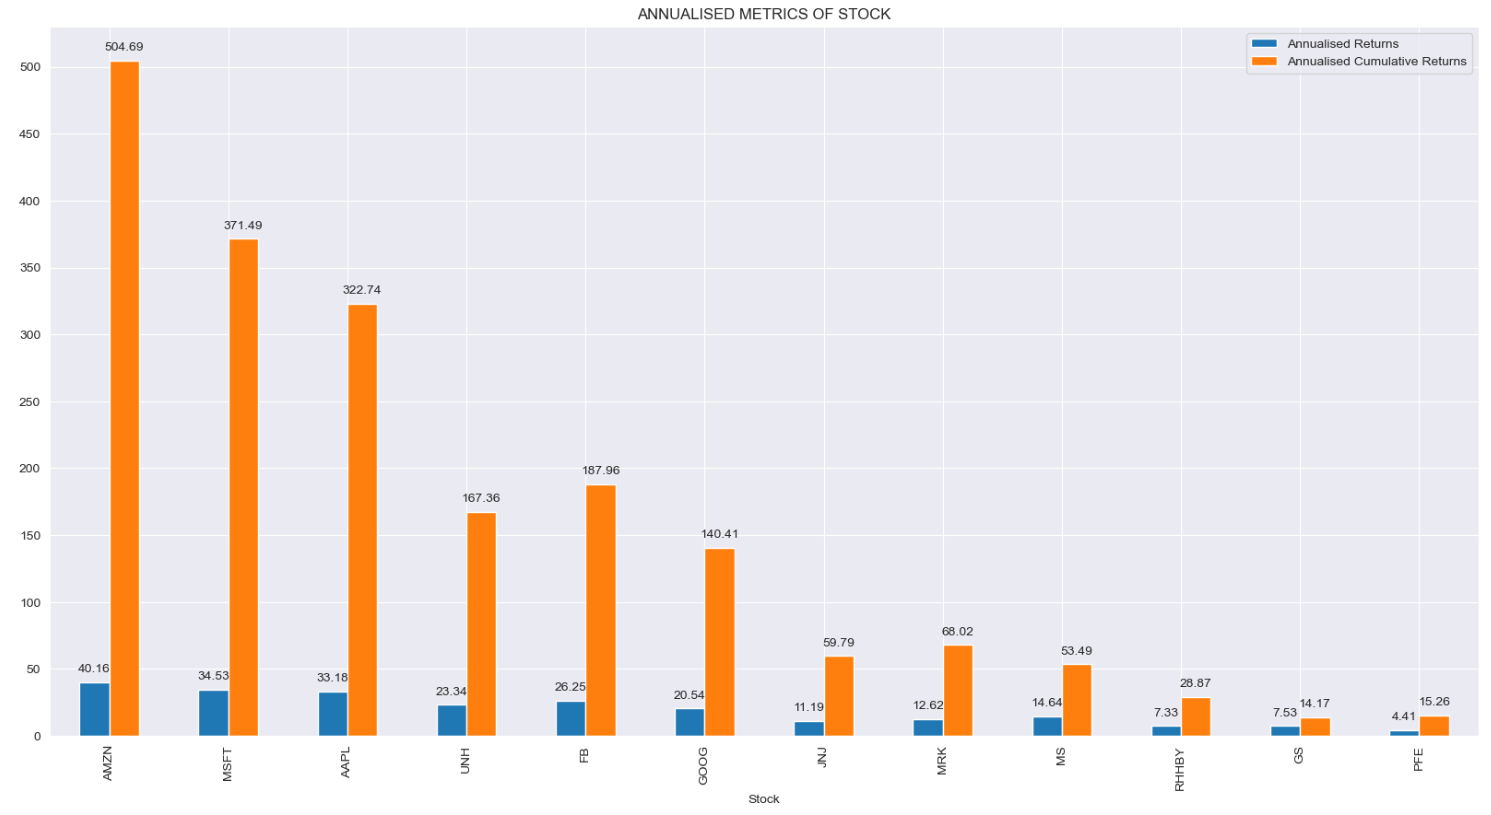 ANNUALISED METRICS OF STOCK
Annualised Returns
Annualised Cumulative Returns
500
450
400
350
300
250
200
150
100
50
0
504.69
40.16
371.49
34.53
322.74
33.18
167.36
23.34
187.96
26.25
140.41
20.54
59.79
11.19
68.02
12.62
53.49
14.64
28.87
7.33
14.17
7.53
15.26
4.41
AMZN
MSFT
AAPL
UNH
FB
GOOG
JNJ
MRK
MS
RHHBY
GS
PFE
Stock